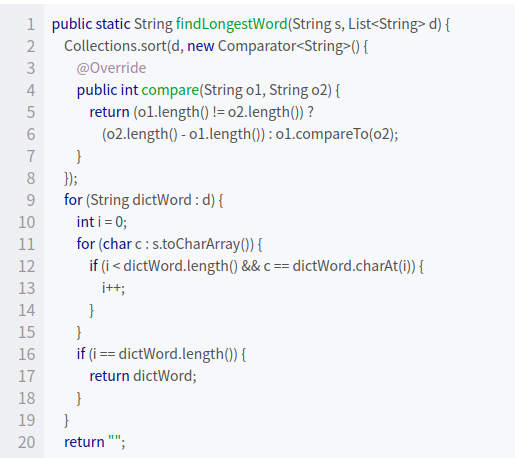 1 public static String findLongestWord(String s, List<String> d) {
2 Collections.sort(d, new Comparator<String>() {
3 @Override
4 public int compare(String o1, String o2) {
5 return (o1.length() != o2.length()) ?
6 (o2.length() - o1.length()) : o1.compareTo(o2);
7 }
8 });
9 for (String dictWord : d) {
10 int i = 0;
11 for (char c : s.toCharArray()) {
12 if (i < dictWord.length() && c == dictWord.charAt(i)) {
13 i++;
14 }
15 }
16 if (i == dictWord.length()) {
17 return dictWord;
18 }
19 }
20 return "";